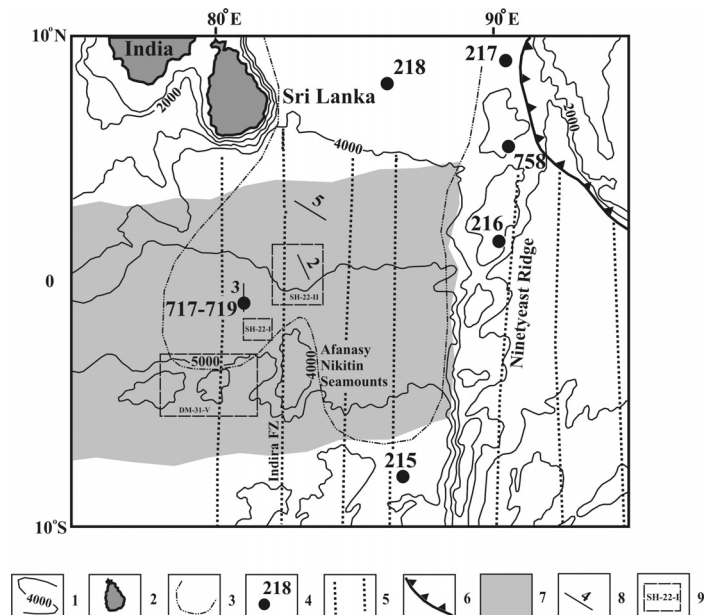 80°E 90°E
10°N
India
2000
Sri Lanka
218
217
2000
4000
758
5
216
2
0
3
717-719
SH-22-II
SH-22-I
Ninetyeast Ridge
5000
4000
Afanasy
Nikitin
Seamounts
DM-31-V
Indira FZ
215
10°S
4000 1 2 3 218 4 5 6 7 4 8 SH-22-I 9